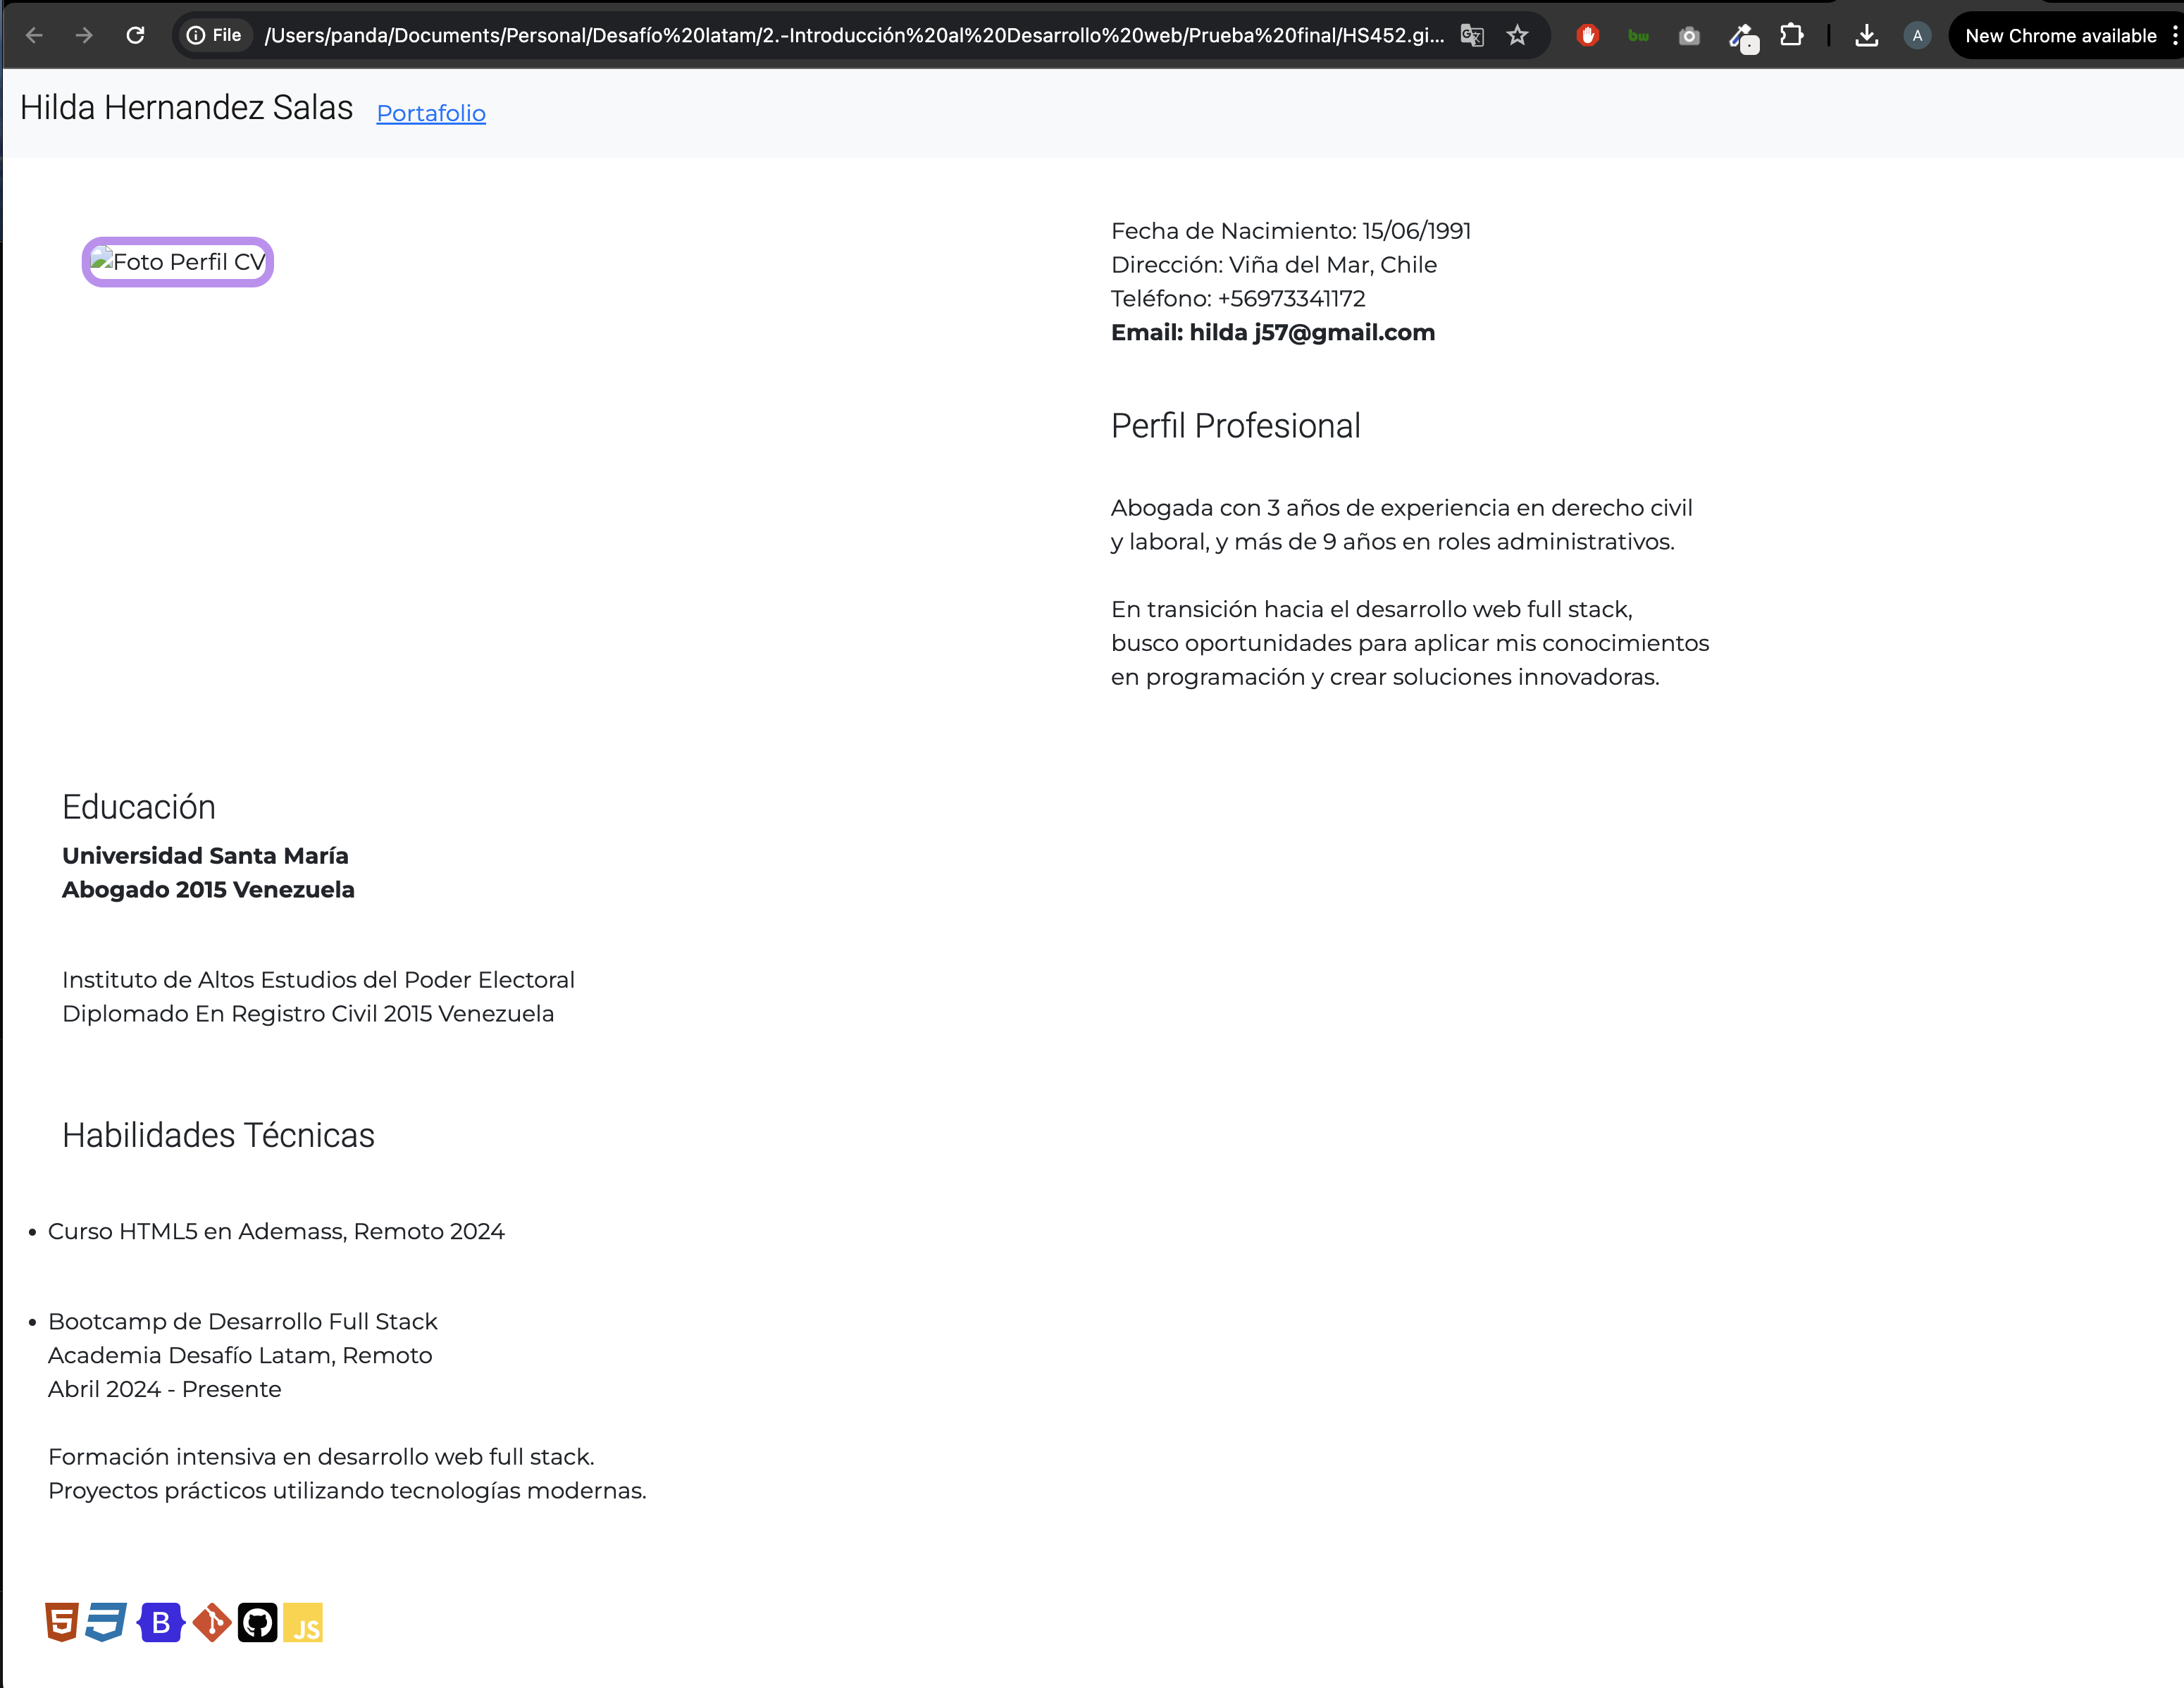 File
/Users/panda/Documents/Personal/Desafío%20latam/2.-Introducción%20al%20Desarrollo%20web/Prueba%20final/HS452.gi...
bw
A
New Chrome available
Hilda Hernandez Salas
Portafolio
Foto Perfil CV
Fecha de Nacimiento: 15/06/1991
Dirección: Viña del Mar, Chile
Teléfono: +56973341172
Email: hilda j57@gmail.com
Perfil Profesional
Abogada con 3 años de experiencia en derecho civil
y laboral, y más de 9 años en roles administrativos.
En transición hacia el desarrollo web full stack,
busco oportunidades para aplicar mis conocimientos
en programación y crear soluciones innovadoras.
Educación
Universidad Santa María
Abogado 2015 Venezuela
Instituto de Altos Estudios del Poder Electoral
Diplomado En Registro Civil 2015 Venezuela
Habilidades Técnicas
• Curso HTML5 en Ademass, Remoto 2024
• Bootcamp de Desarrollo Full Stack
Academia Desafío Latam, Remoto
Abril 2024 - Presente
Formación intensiva en desarrollo web full stack.
Proyectos prácticos utilizando tecnologías modernas.
5 B JS